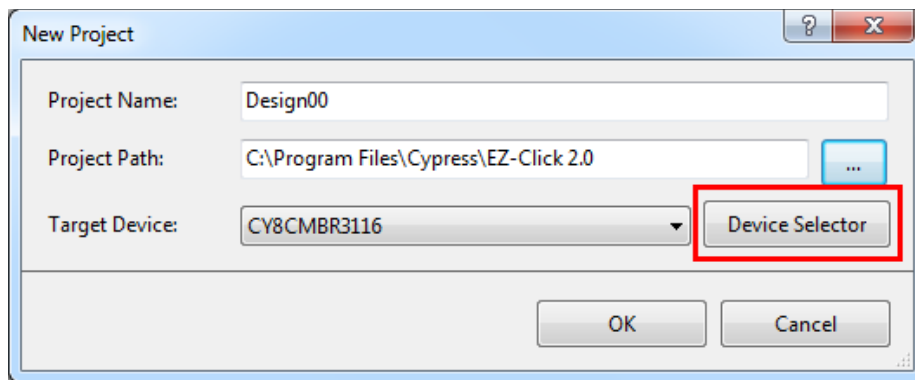 New Project
Project Name: Design00
Project Path: C:\Program Files\Cypress\EZ-Click 2.0 ...
Target Device: CY8CMBR3116 Device Selector
OK Cancel